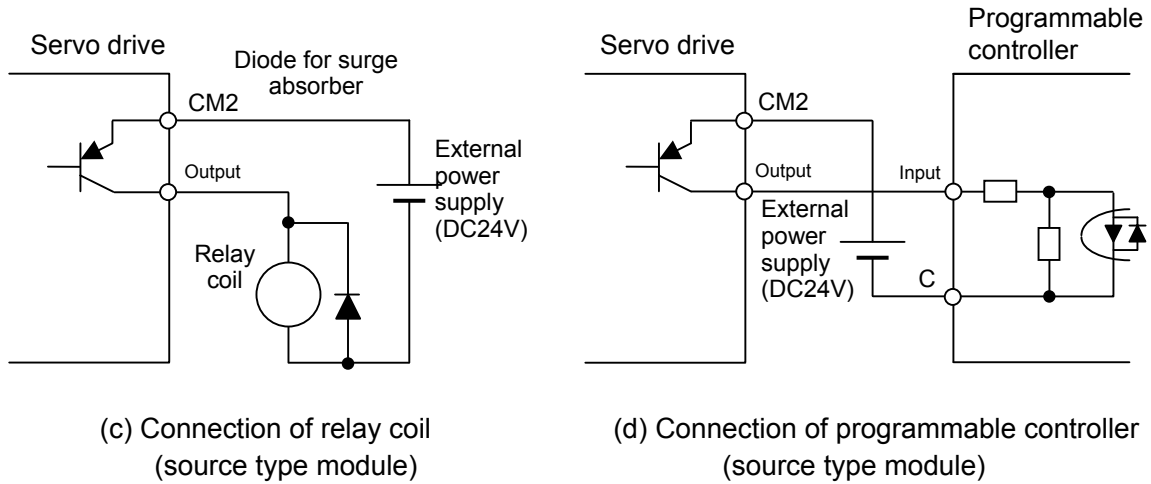 Servo drive
Diode for surge
absorber
CM2
Output
External
power
supply
(DC24V)
Relay
coil
(c) Connection of relay coil
(source type module)
Servo drive
Programmable
controller
CM2
Output
Input
External
power
supply
(DC24V)
C
(d) Connection of programmable controller
(source type module)